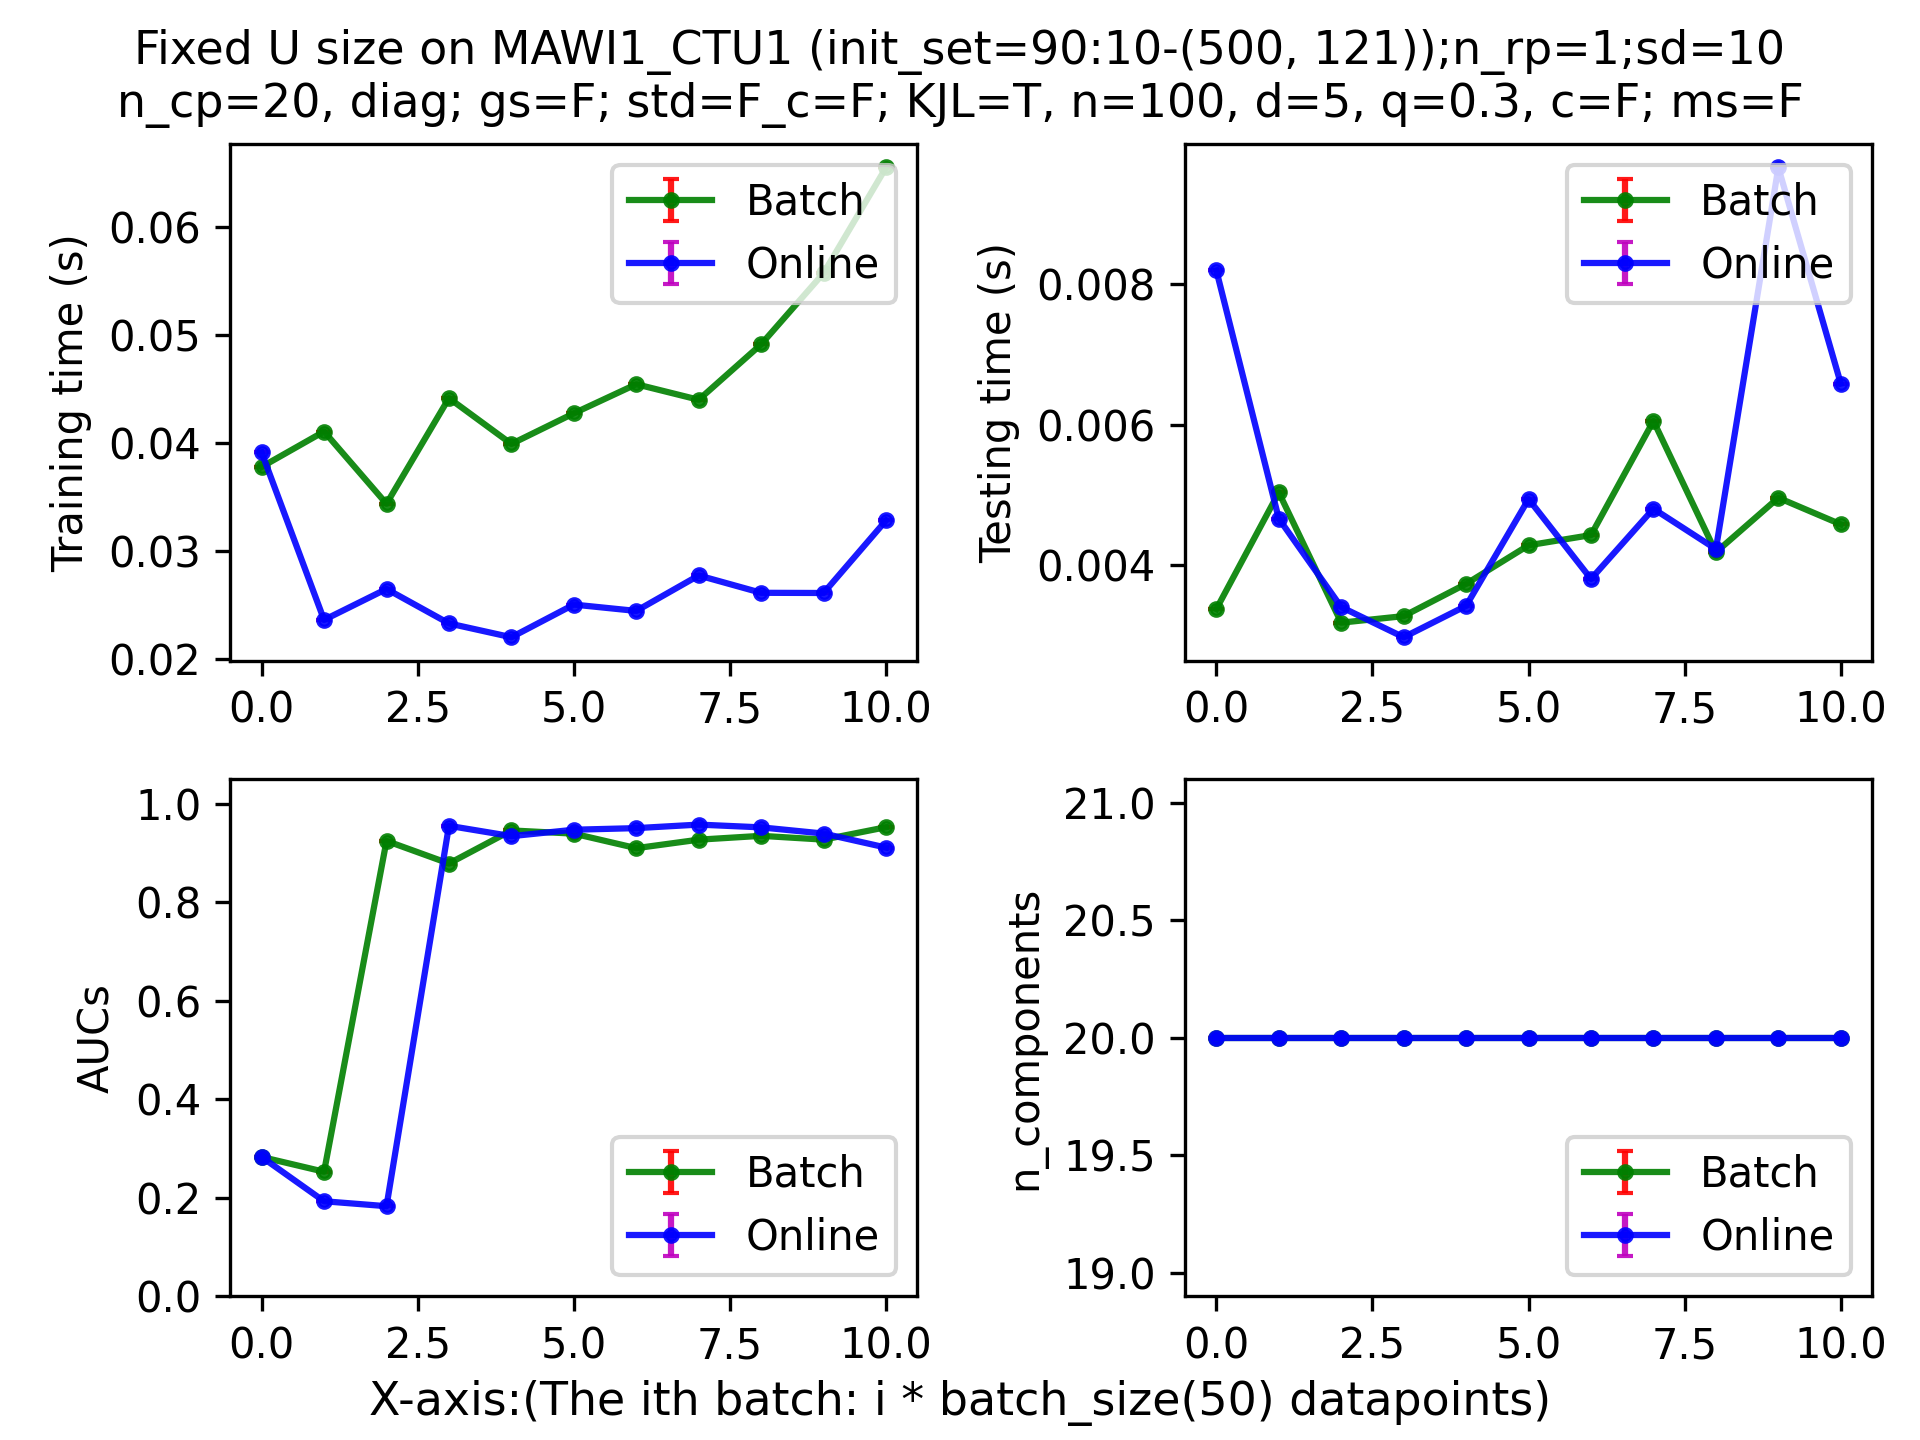 Fixed U size on MAWI1_CTU1 (init_set=90:10-(500, 121));n_rp=1;sd=10
n_cp=20, diag; gs=F; std=F_c=F; KJL=T, n=100, d=5, q=0.3, c=F; ms=F
Training time (s)
0.06
0.05
0.04
0.03
0.02
0.0 2.5 5.0 7.5 10.0
Batch
Online
Testing time (s)
0.008
0.006
0.004
0.0 2.5 5.0 7.5 10.0
Batch
Online
AUCs
1.0
0.8
0.6
0.4
0.2
0.0
0.0 2.5 5.0 7.5 10.0
Batch
Online
n_components
21.0
20.5
20.0
19.5
19.0
0.0 2.5 5.0 7.5 10.0
Batch
Online
X-axis:(The ith batch: i * batch_size(50) datapoints)